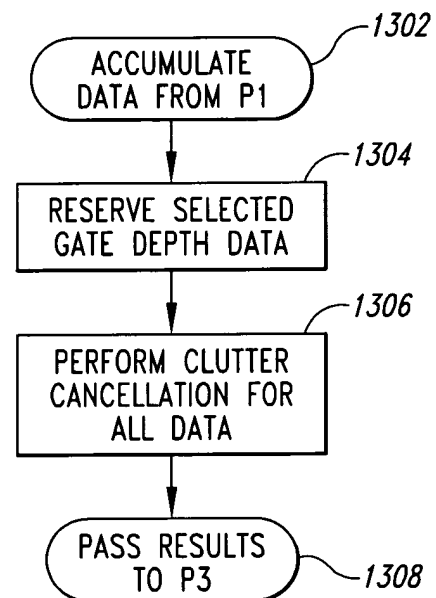 1302
ACCUMULATE
DATA FROM P1
1304
RESERVE SELECTED
GATE DEPTH DATA
1306
PERFORM CLUTTER
CANCELLATION FOR
ALL DATA
PASS RESULTS
TO P3
1308